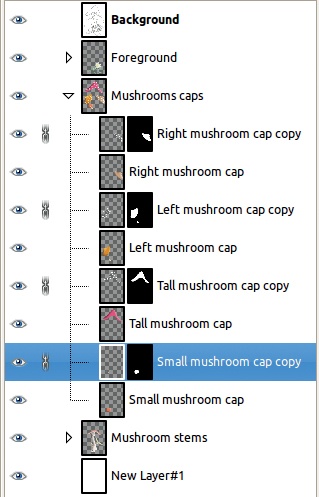 Background
Foreground
Mushrooms caps
Right mushroom cap copy
Right mushroom cap
Left mushroom cap copy
Left mushroom cap
Tall mushroom cap copy
Tall mushroom cap
Small mushroom cap copy
Small mushroom cap
Mushroom stems
New Layer#1